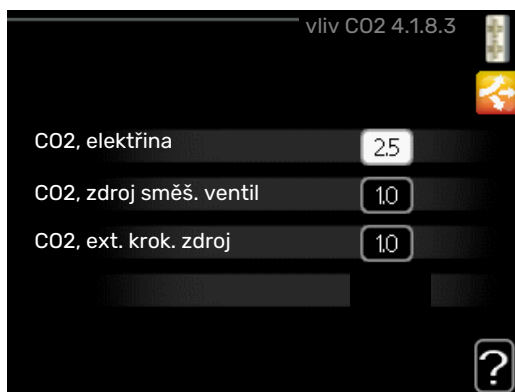 vliv CO2 4.1.8.3
CO2, elektřina 2.5
CO2, zdroj směš. ventil 1.0
CO2, ext. krok. zdroj 1.0
?